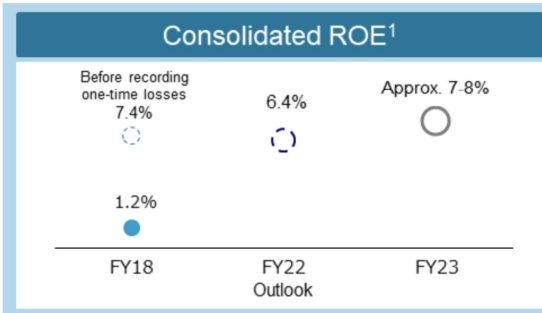 Consolidated ROE1
Before recording
one-time losses
7.4%
6.4%
Approx. 7-8%
1.2%
FY18
FY22
FY23
Outlook